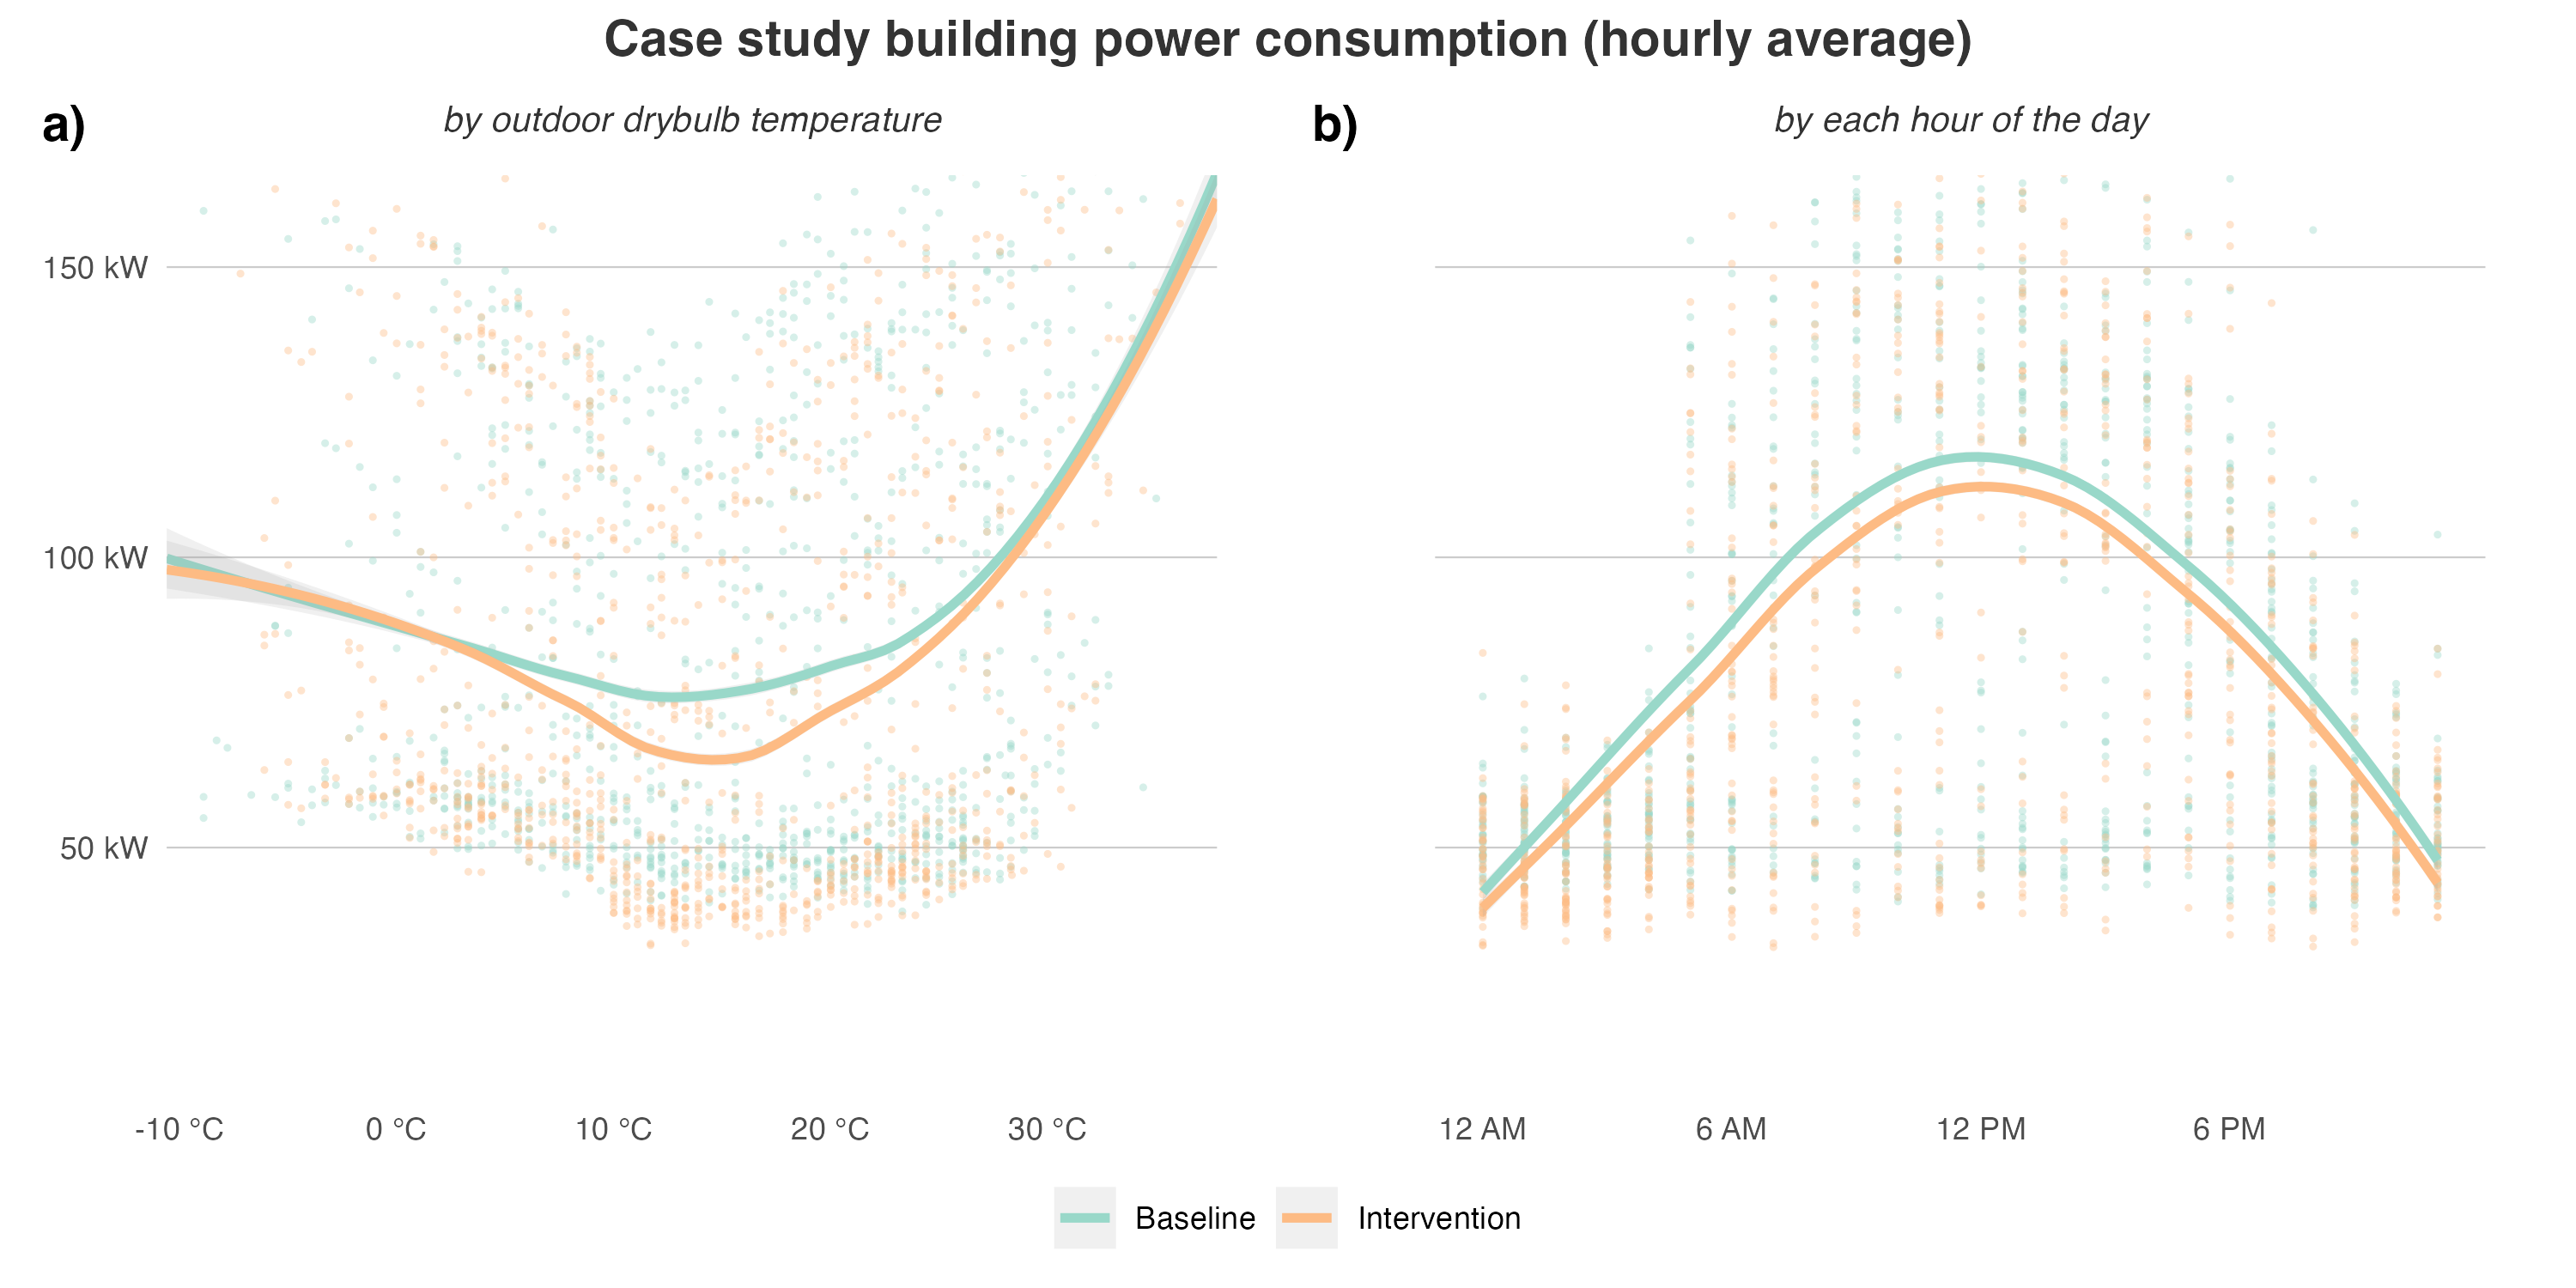 Case study building power consumption (hourly average)
a)
by outdoor drybulb temperature
150 kW
100 kW
50 kW
-10 °C
0 °C
10 °C
20 °C
30 °C
b)
by each hour of the day
12 AM
6 AM
12 PM
6 PM
Baseline
Intervention